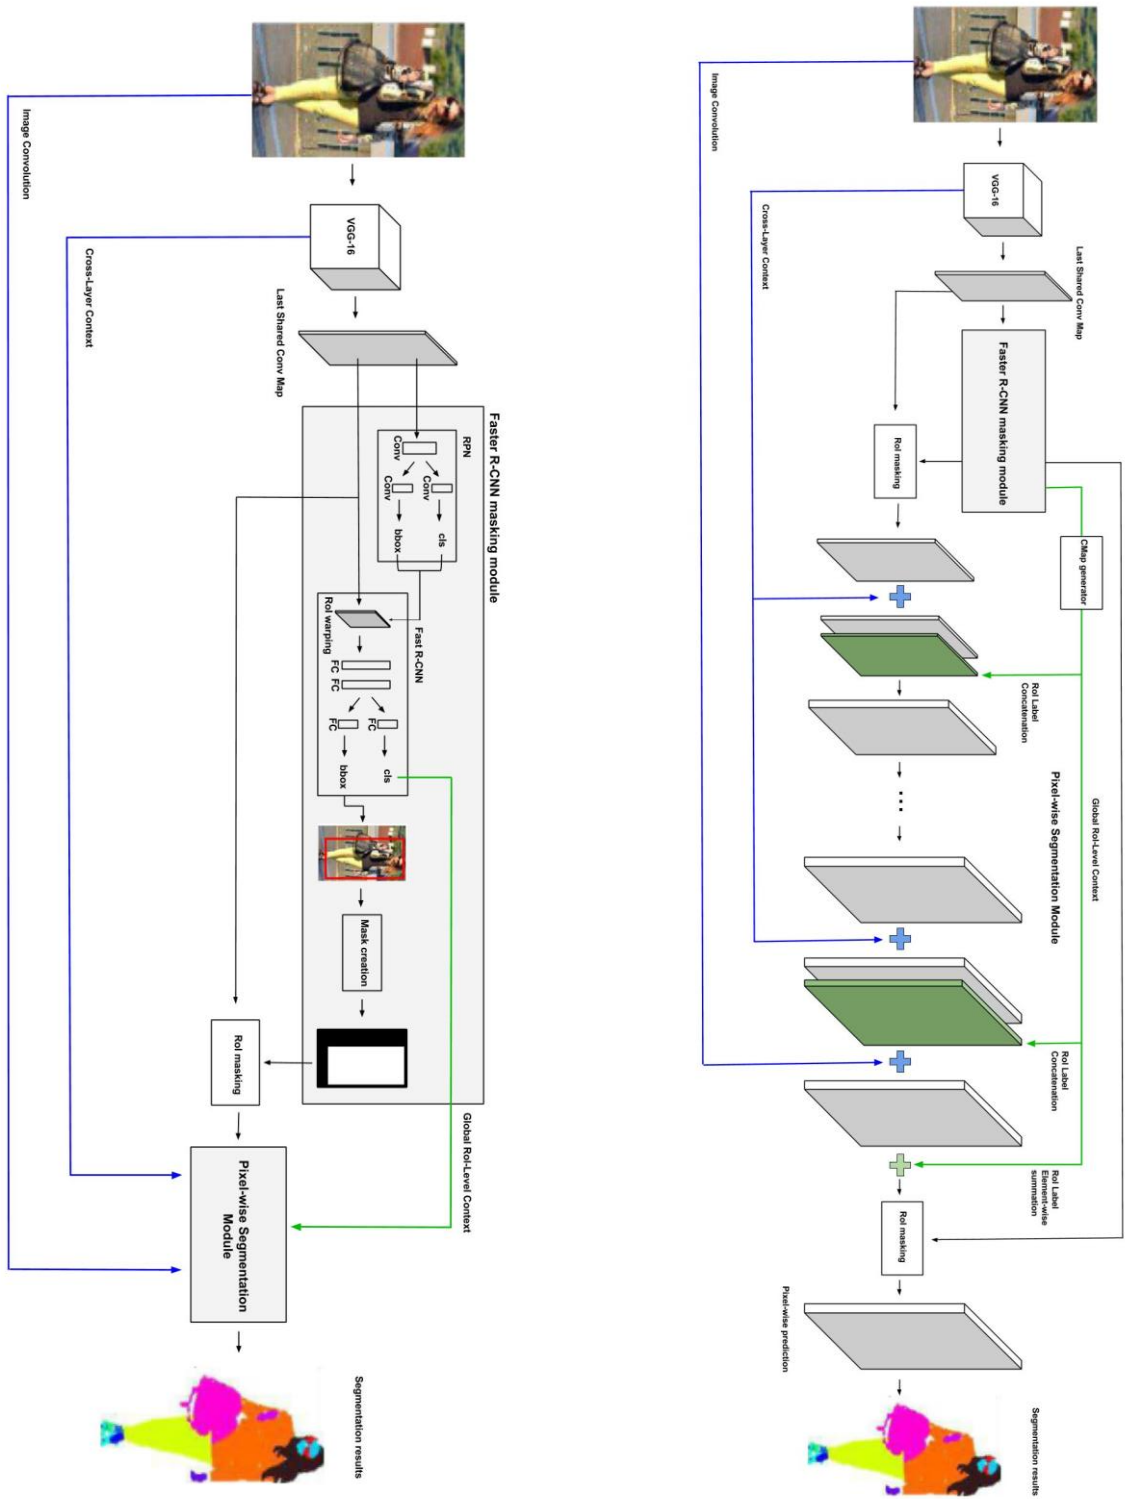 Image Convolution
Cross-Layer Context
VGG-16
Last Shared Conv Map
Faster R-CNN masking module
RPN
Conv
Conv
Conv
cls
bbox
Fast R-CNN
RoI warping
FC
FC
FC
FC
cls
bbox
Mask creation
RoI masking
Global RoI-Level Context
Pixel-wise Segmentation
Module
Segmentation results
Image Convolution
Cross-Layer Context
VGG-16
Last Shared Conv Map
Faster R-CNN masking module
RoI masking
CMap generator
RoI Label
Concatenation
Global RoI-Level Context
Pixel-wise Segmentation Module
...
RoI Label
Concatenation
RoI Label
Element-wise
summation
RoI masking
Pixel-wise prediction
Segmentation results